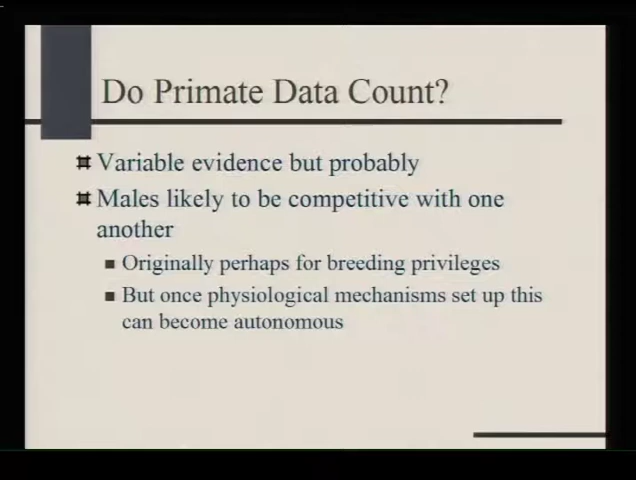 Do Primate Data Count?
Variable evidence but probably
Males likely to be competitive with one
another
Originally perhaps for breeding privileges
But once physiological mechanisms set up this
can become autonomous